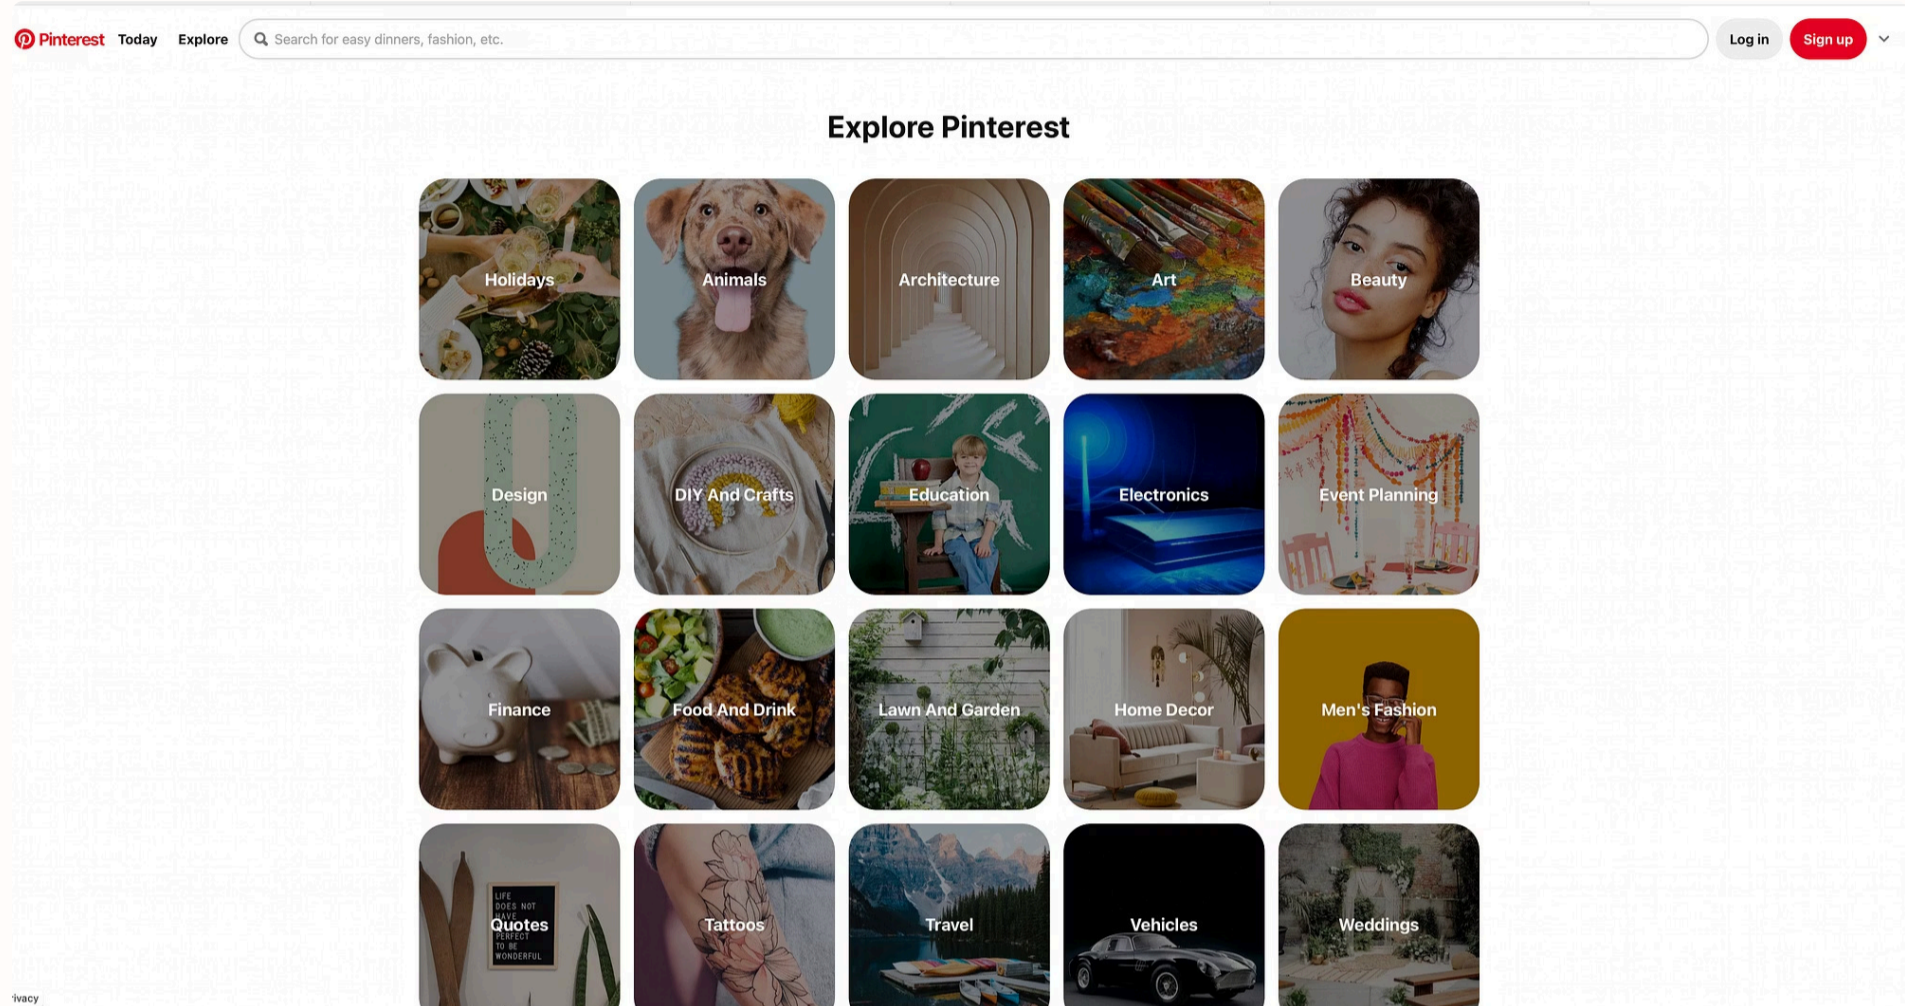 Pinterest Today Explore Search for easy dinners, fashion, etc. Log in Sign up
Explore Pinterest
Holidays
Animals
Architecture
Art
Beauty
Design
DIY And Crafts
Education
Electronics
Event Planning
Finance
Food And Drink
Lawn And Garden
Home Decor
Men's Fashion
LIFE
DOES NOT
HAVE
Quotes
PERFECT
TO BE
WONDERFUL
Tattoos
Travel
Vehicles
Weddings
rivacy